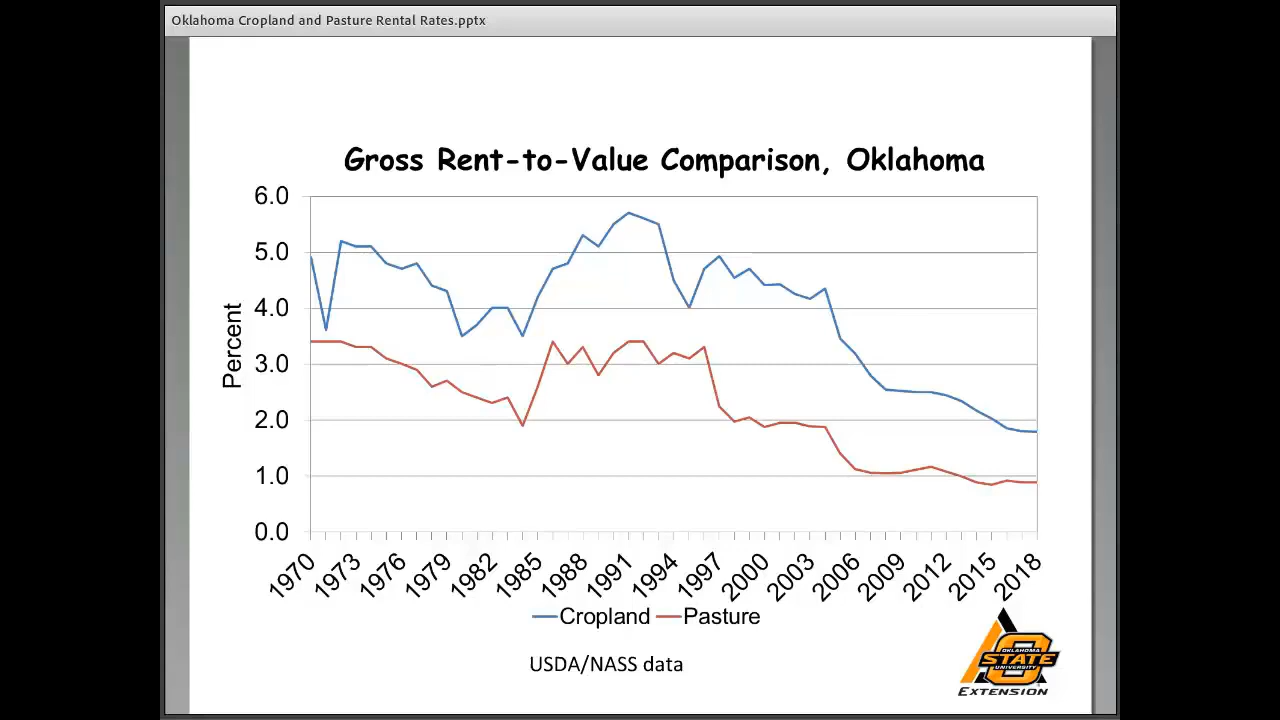 Oklahoma Cropland and Pasture Rental Rates.pptx
Gross Rent-to-Value Comparison, Oklahoma
6.0
5.0
4.0
3.0
2.0
1.0
0.0
Percent
1970 1973 1976 1979 1982 1985 1988 1991 1994 1997 2000 2003 2006 2009 2012 2015 2018
Cropland Pasture
USDA/NASS data
OKLAHOMA
STATE
UNIVERSITY
EXTENSION